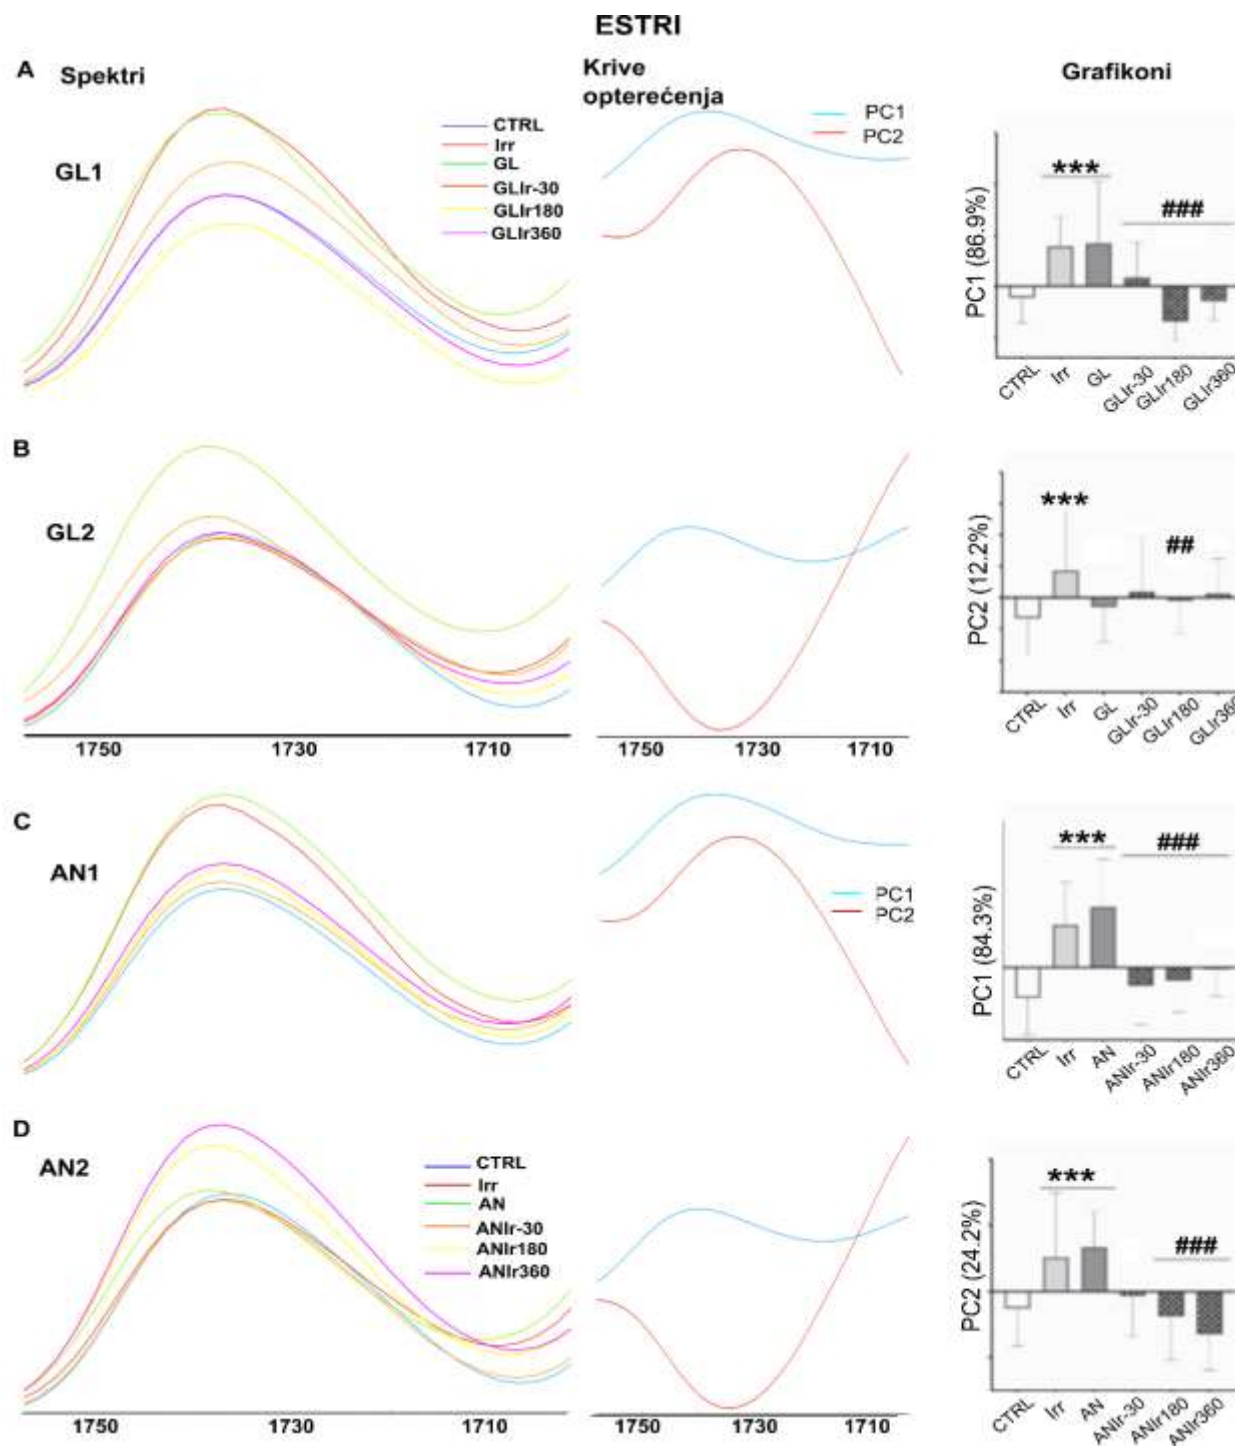 ESTRI
A
Spektri
Krive
opterećenja
Grafikoni
GL1
CTRL
Irr
GL
GLIr-30
GLIr180
GLIr360
PC1
PC2
PC1 (86.9%)
***
###
CTRL
Irr
GL
GLIr-30
GLIr180
GLIr360
B
GL2
1750
1730
1710
1750
1730
1710
PC2 (12.2%)
***
##
CTRL
Irr
GL
GLIr-30
GLIr180
GLIr360
C
AN1
PC1
PC2
PC1 (84.3%)
***
###
CTRL
Irr
AN
ANIr-30
ANIr180
ANIr360
D
AN2
CTRL
Irr
AN
ANIr-30
ANIr180
ANIr360
1750
1730
1710
1750
1730
1710
PC2 (24.2%)
***
###
CTRL
Irr
AN
ANIr-30
ANIr180
ANIr360